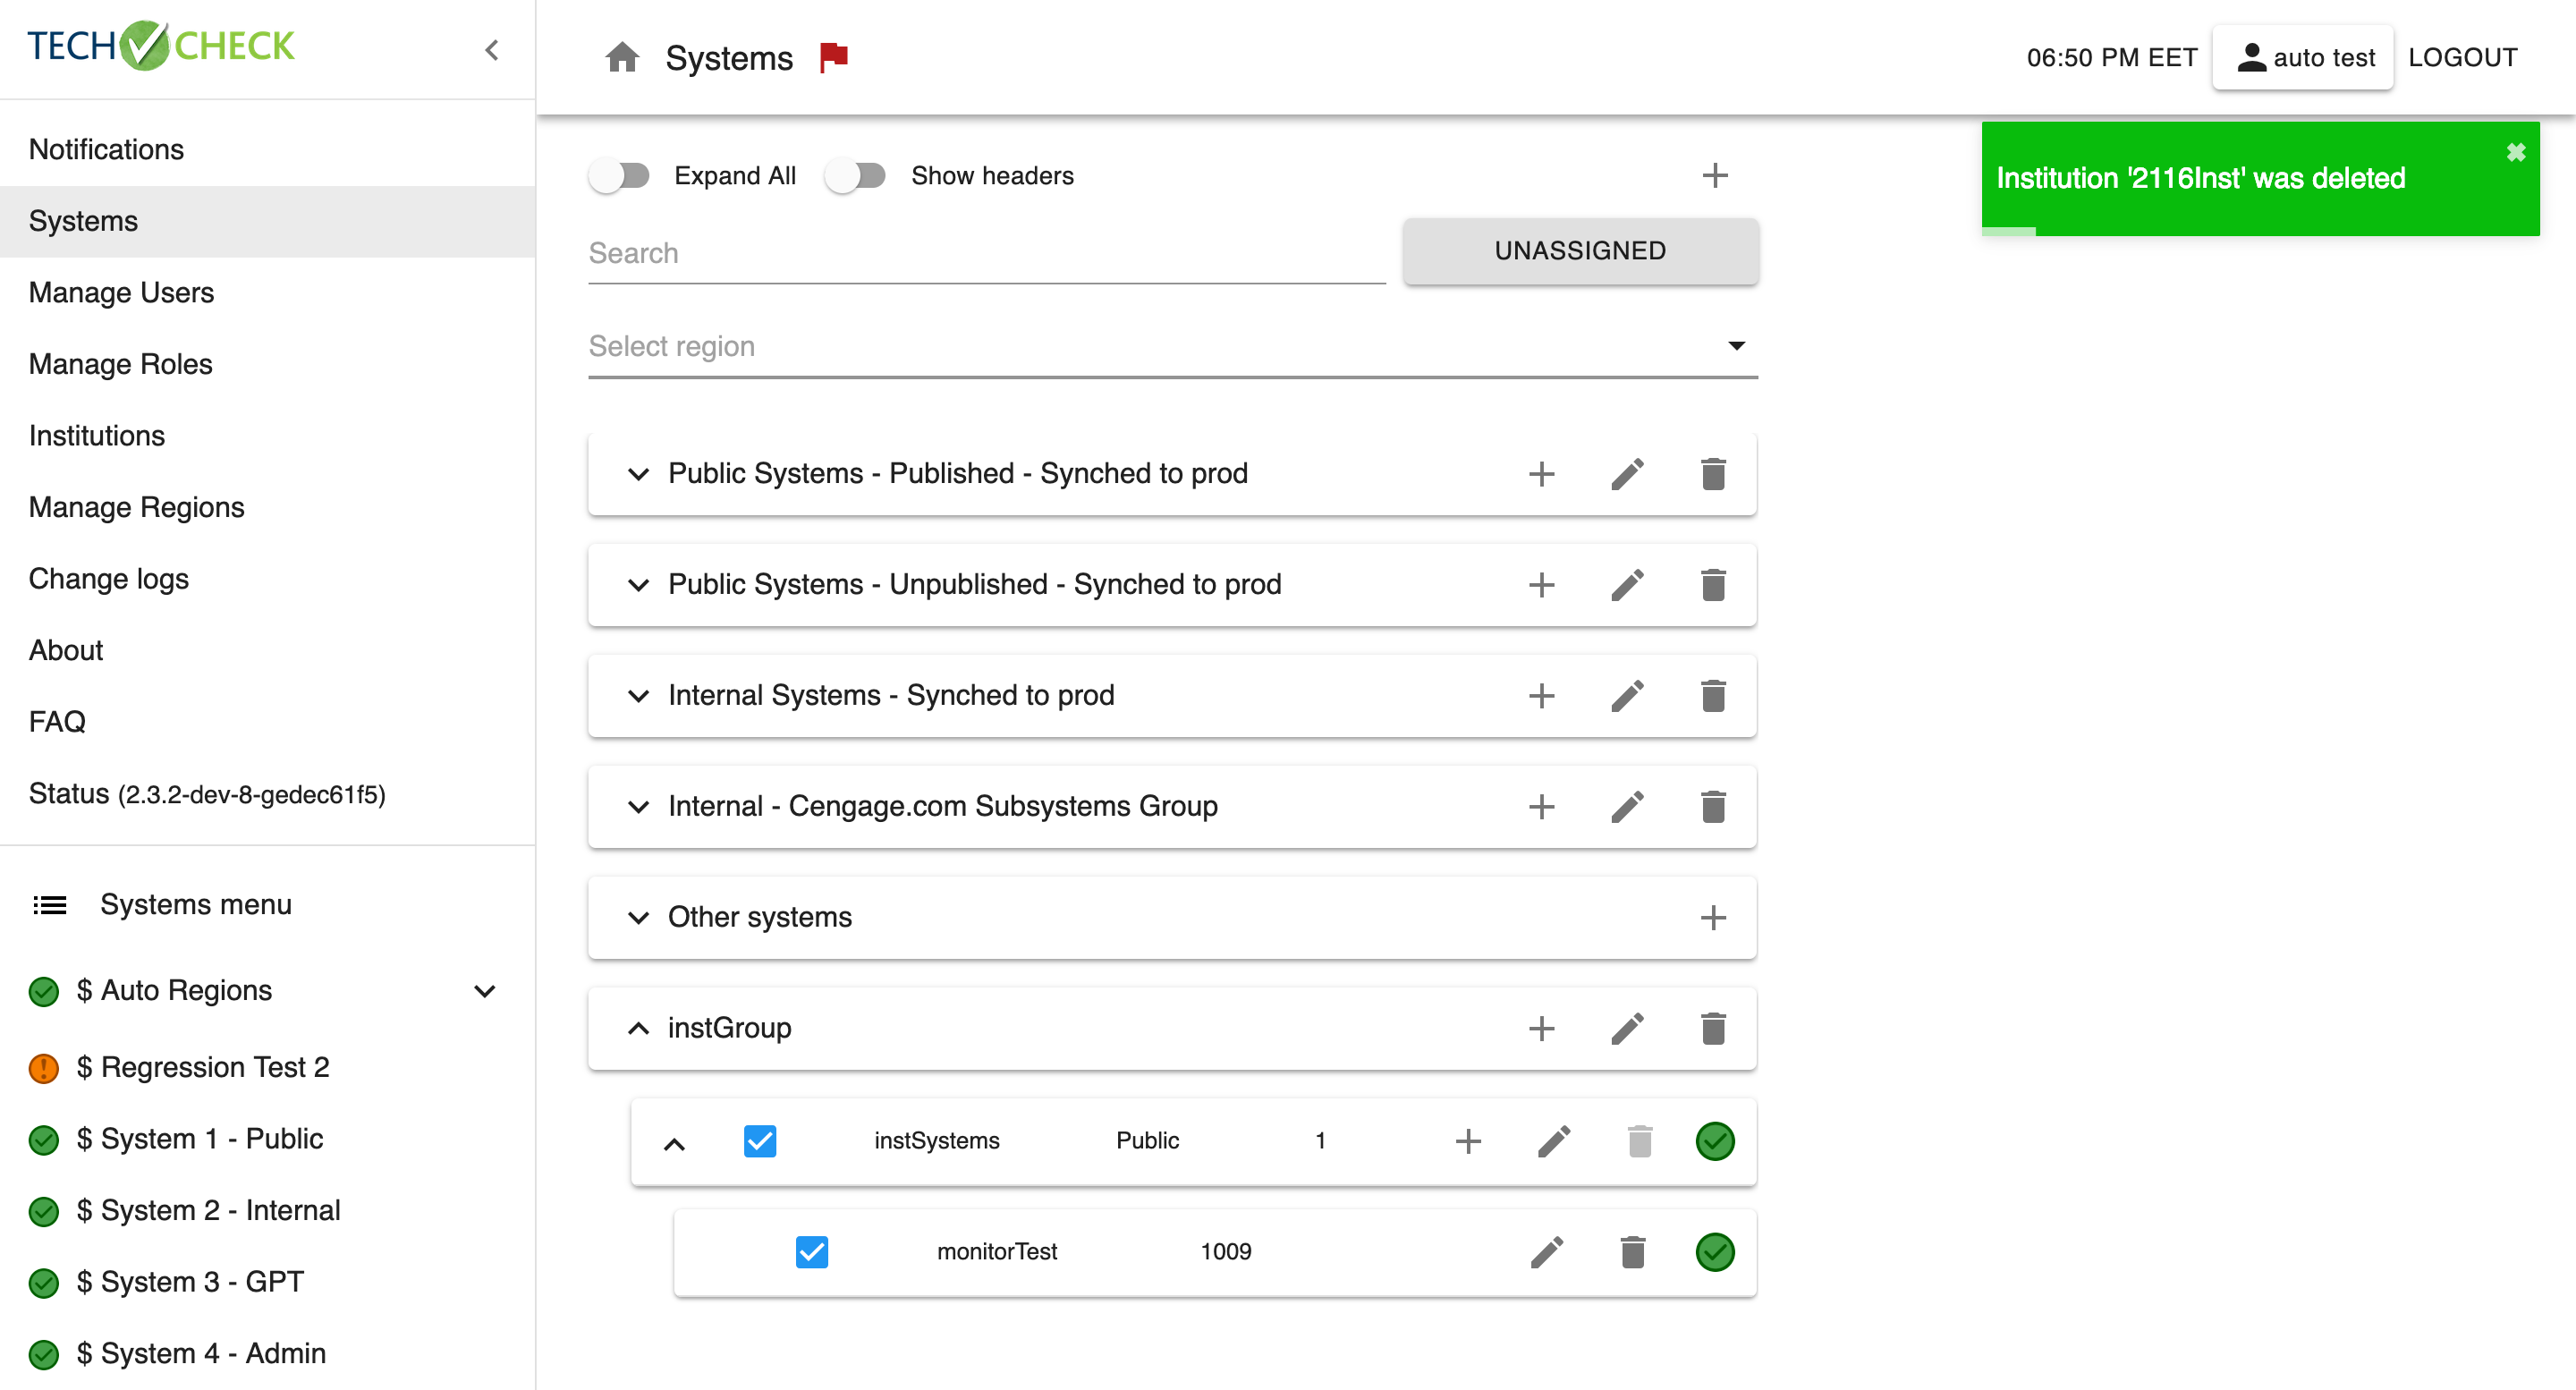 TECH CHECK
Notifications
Systems
Manage Users
Manage Roles
Institutions
Manage Regions
Change logs
About
FAQ
Status (2.3.2-dev-8-gedec61f5)
Systems menu
$ Auto Regions
$ Regression Test 2
$ System 1 - Public
$ System 2 - Internal
$ System 3 - GPT
$ System 4 - Admin
Systems
06:50 PM EET auto test LOGOUT
Institution '2116Inst' was deleted
Expand All Show headers
Search UNASSIGNED
Select region
Public Systems - Published - Synched to prod
Public Systems - Unpublished - Synched to prod
Internal Systems - Synched to prod
Internal - Cengage.com Subsystems Group
Other systems
instGroup
instSystems Public 1
monitorTest 1009